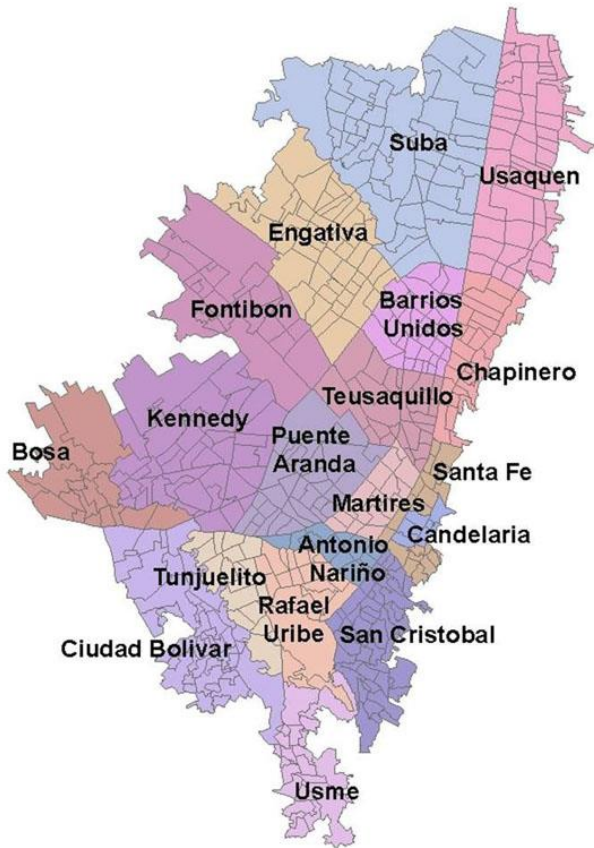 Suba
Usaquen
Engativa
Barrios
Unidos
Fontibon
Chapinero
Teusaquillo
Kennedy
Puente
Aranda
Bosa
Santa Fe
Martires
Candelaria
Antonio
Nariño
Tunjuelito
Rafael
Uribe
San Cristobal
Ciudad Bolivar
Usme